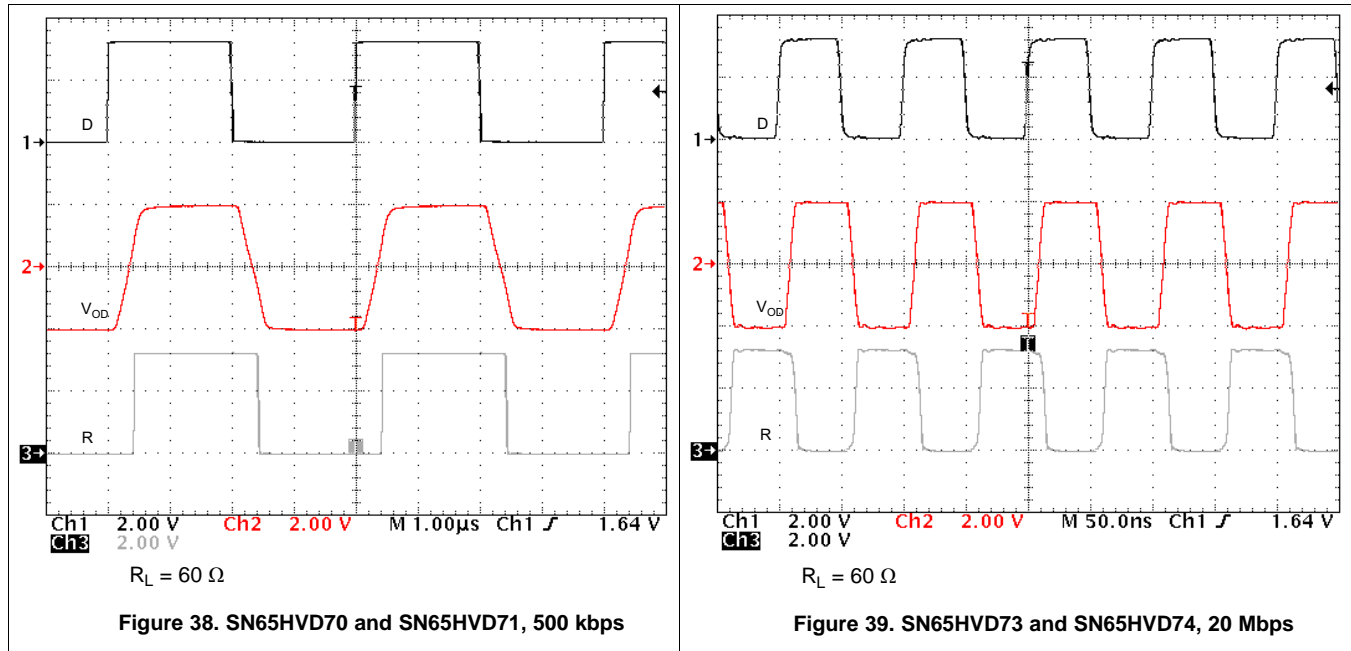 D
1
2
V_OD
R
3
Ch1 2.00 V Ch2 2.00 V M 1.00µs Ch1 1.64 V
Ch3 2.00 V
R_L = 60 Ω
Figure 38. SN65HVD70 and SN65HVD71, 500 kbps
D
1
2
V_OD
R
3
Ch1 2.00 V Ch2 2.00 V M 50.0ns Ch1 1.64 V
Ch3 2.00 V
R_L = 60 Ω
Figure 39. SN65HVD73 and SN65HVD74, 20 Mbps